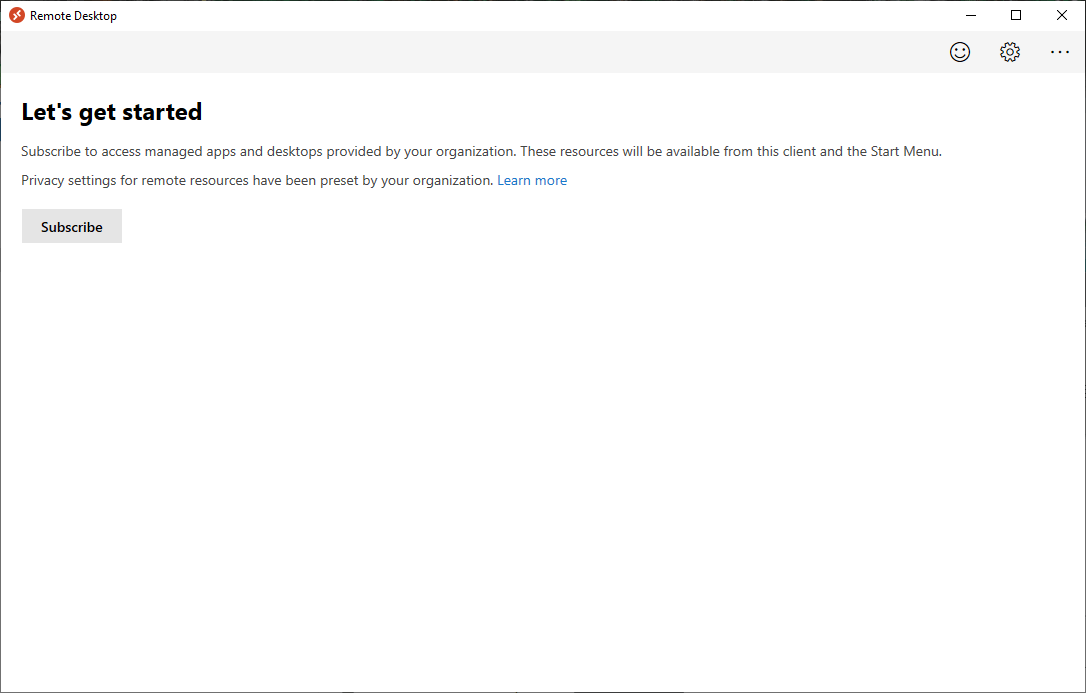 Remote Desktop
Let's get started
Subscribe to access managed apps and desktops provided by your organization. These resources will be available from this client and the Start Menu.
Privacy settings for remote resources have been preset by your organization. Learn more
Subscribe